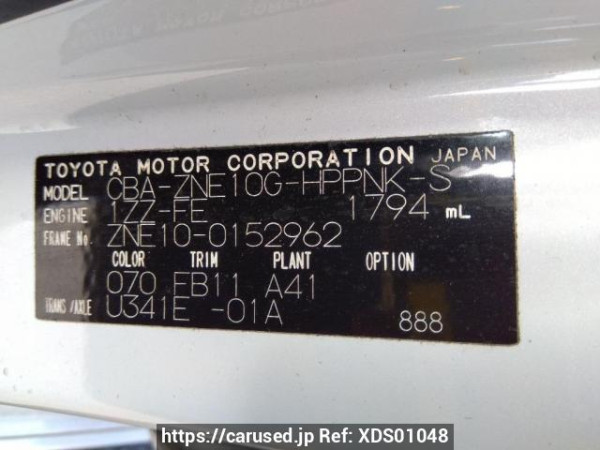 TOYOTA MOTOR CORPORATION JAPAN
MODEL CBA-ZNE10G-HPPNK-S
ENGINE 1ZZ-FE 1794 mL
FRAME No. ZNE10-0152962
COLOR TRIM PLANT OPTION
070 FB11 A41
TRANS/AXLE U341E -01A 888
https://carused.jp Ref: XDS01048